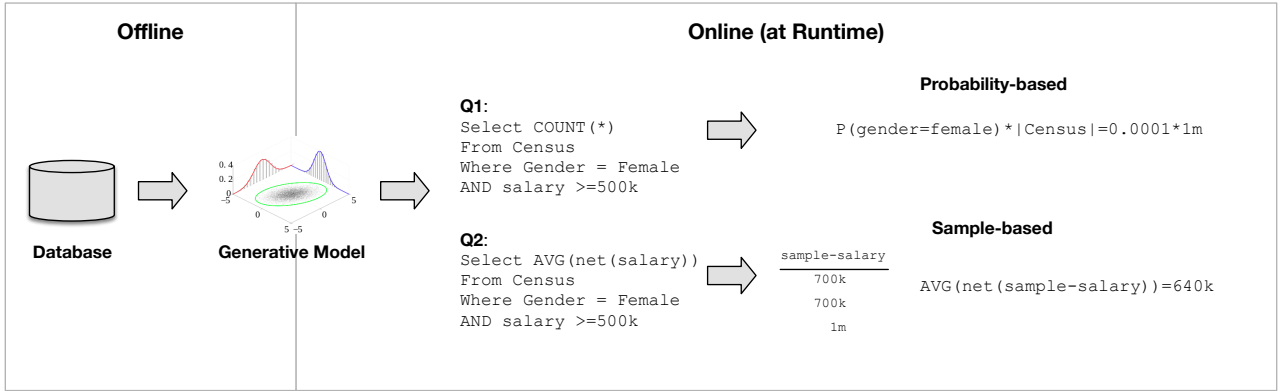 Offline
Online (at Runtime)
Database
0.4
0.2
0
−5
0
5
−5
0
5
Generative Model
Q1:
Select COUNT(*)
From Census
Where Gender = Female
AND salary >=500k
Probability-based
P(gender=female)*|Census|=0.0001*1m
Q2:
Select AVG(net(salary))
From Census
Where Gender = Female
AND salary >=500k
Sample-based
sample-salary
700k
700k
1m
AVG(net(sample-salary))=640k